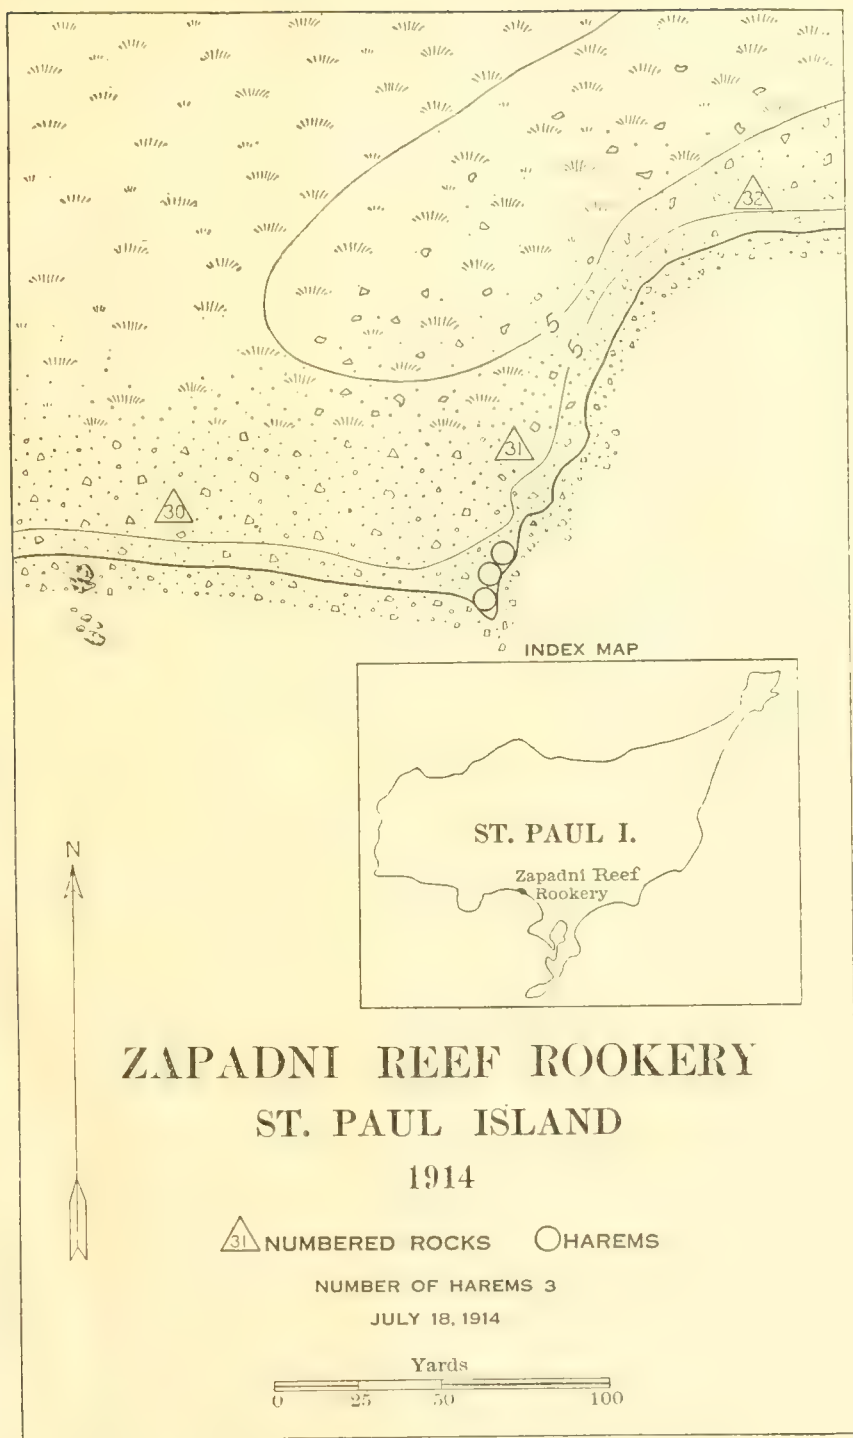 32
5
5
31
30
INDEX MAP
ST. PAUL I.
Zapadni Reef
Rookery
N
ZAPADNI REEF ROOKERY
ST. PAUL ISLAND
1914
31 NUMBERED ROCKS HAREMS
NUMBER OF HAREMS 3
JULY 18, 1914
Yards
0 25 50 100